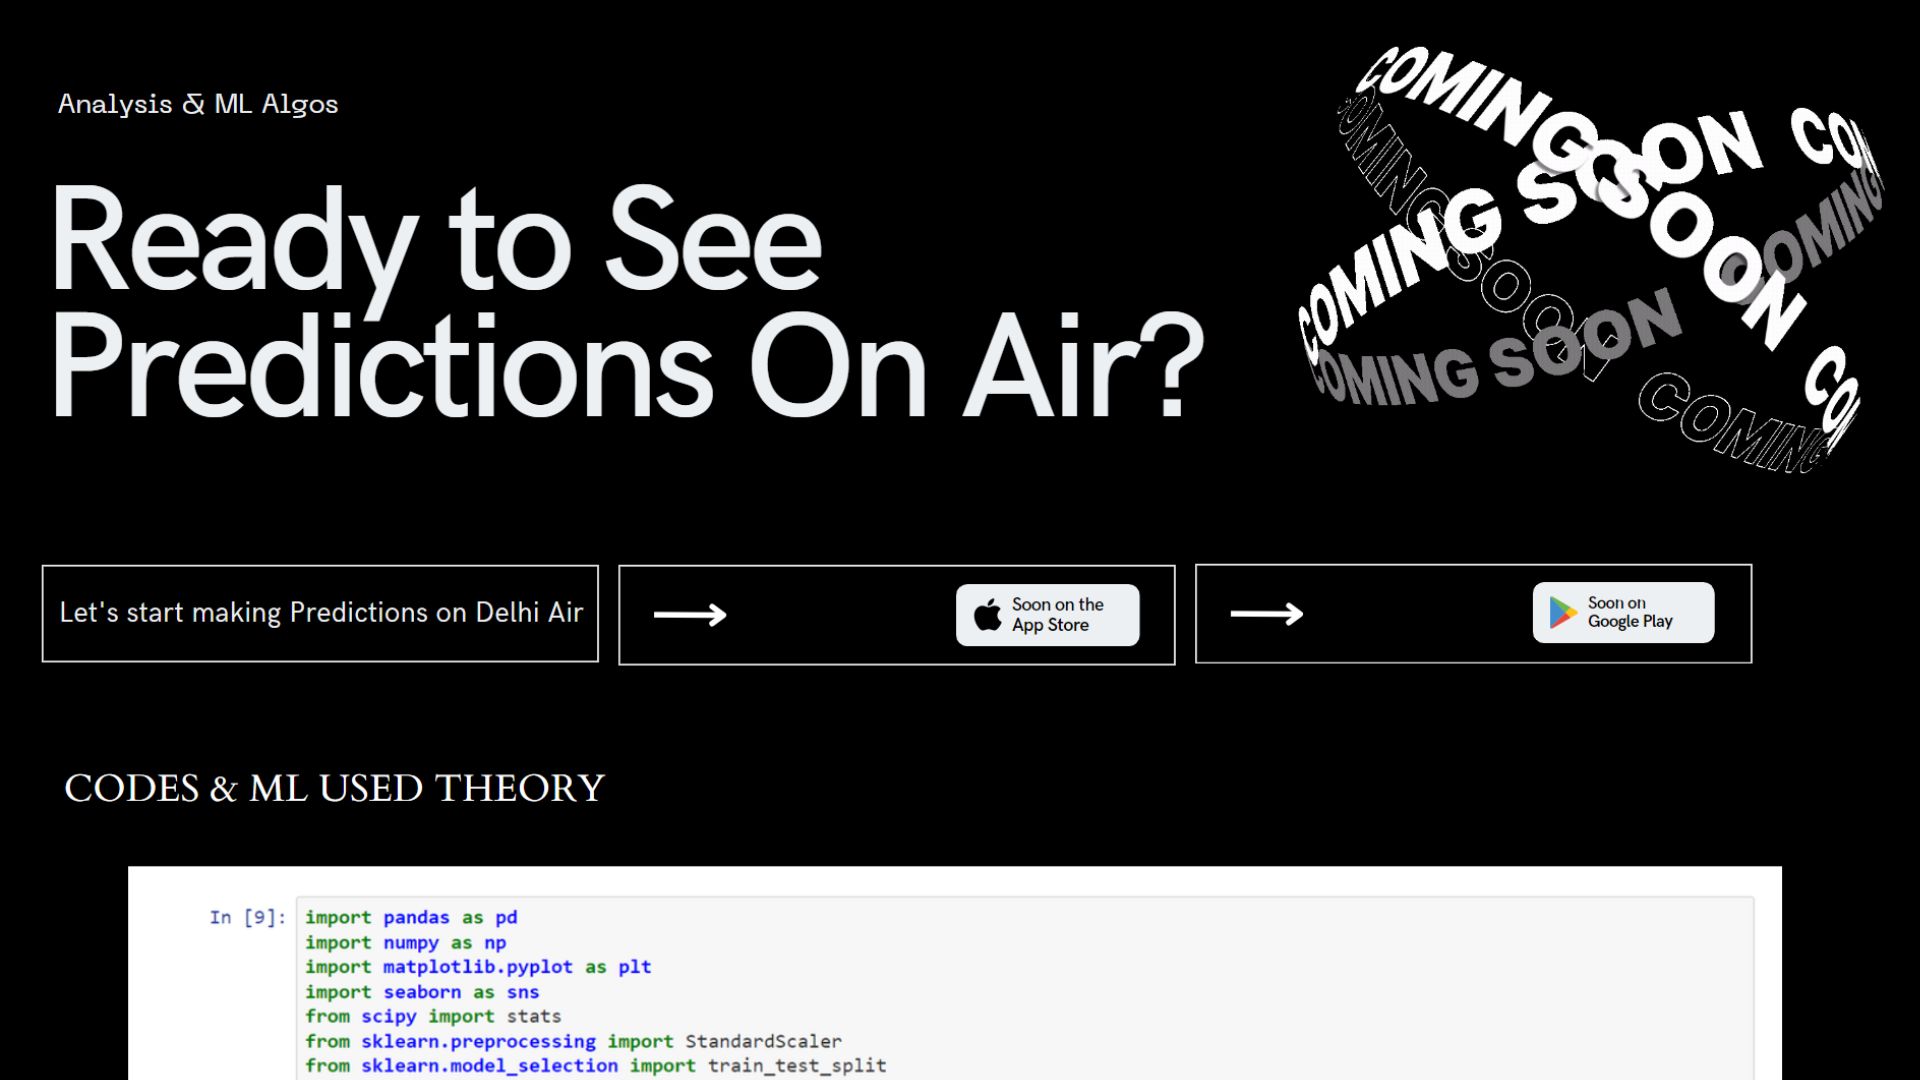 Analysis & ML Algos
Ready to See
Predictions On Air?
COMING SOON COMING
COMING SOON CO
COMING SOON COMING
COMING SOON COMING
Let's start making Predictions on Delhi Air
Soon on the
App Store
Soon on
Google Play
CODES & ML USED THEORY
In [9]: import pandas as pd
import numpy as np
import matplotlib.pyplot as plt
import seaborn as sns
from scipy import stats
from sklearn.preprocessing import StandardScaler
from sklearn.model_selection import train_test_split